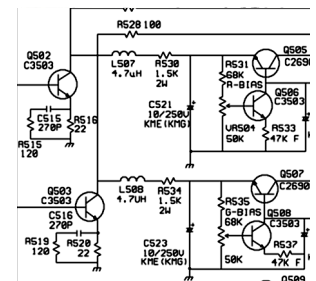 R528 100
Q502
C3503
L507
4.7uH
R530
1.5K
2W
R531
68K
R-BIAS
Q505
C2690
Q506
C3503
C515
270P
R516
22
R515
120
C521
10/250V
KME(KMG)
VR504
50K
R533
47K F
Q503
C3503
L508
4.7UH
R534
1.5K
2W
R535
G-BIAS
68K
Q507
C2690
Q508
C3503
C516
270P
R519
120
R520
22
C523
10/250V
KME(KMG)
50K
R537
47K F
Q509